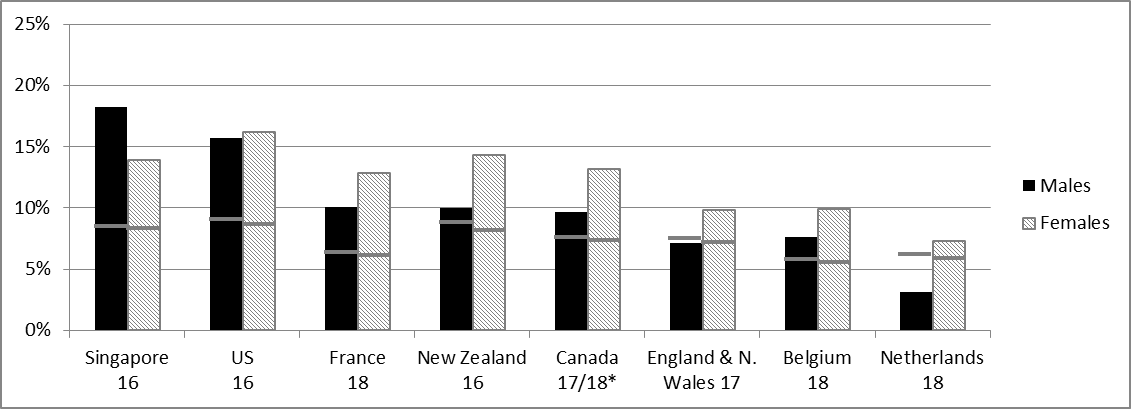 25%
20%
15%
10%
5%
0%
Singapore
16
US
16
France
18
New Zealand
16
Canada
17/18*
England & N.
Wales 17
Belgium
18
Netherlands
18
Males
Females